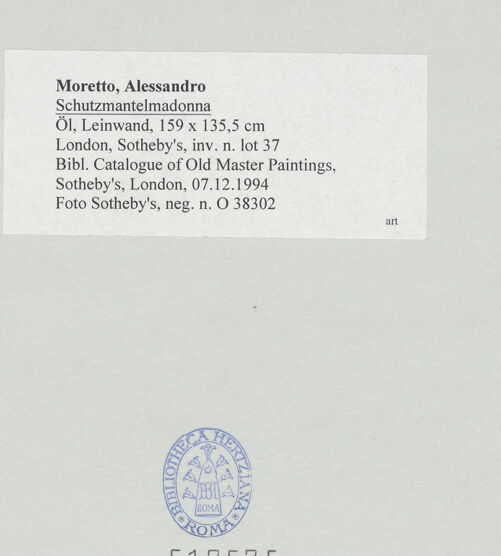 Moretto, Alessandro
Schutzmantelmadonna
Öl, Leinwand, 159 x 135,5 cm
London, Sotheby's, inv. n. lot 37
Bibl. Catalogue of Old Master Paintings,
Sotheby's, London, 07.12.1994
Foto Sotheby's, neg. n. O 38302
art
BIBLIOTHECA HERTZIANA
ROMA
ROMA